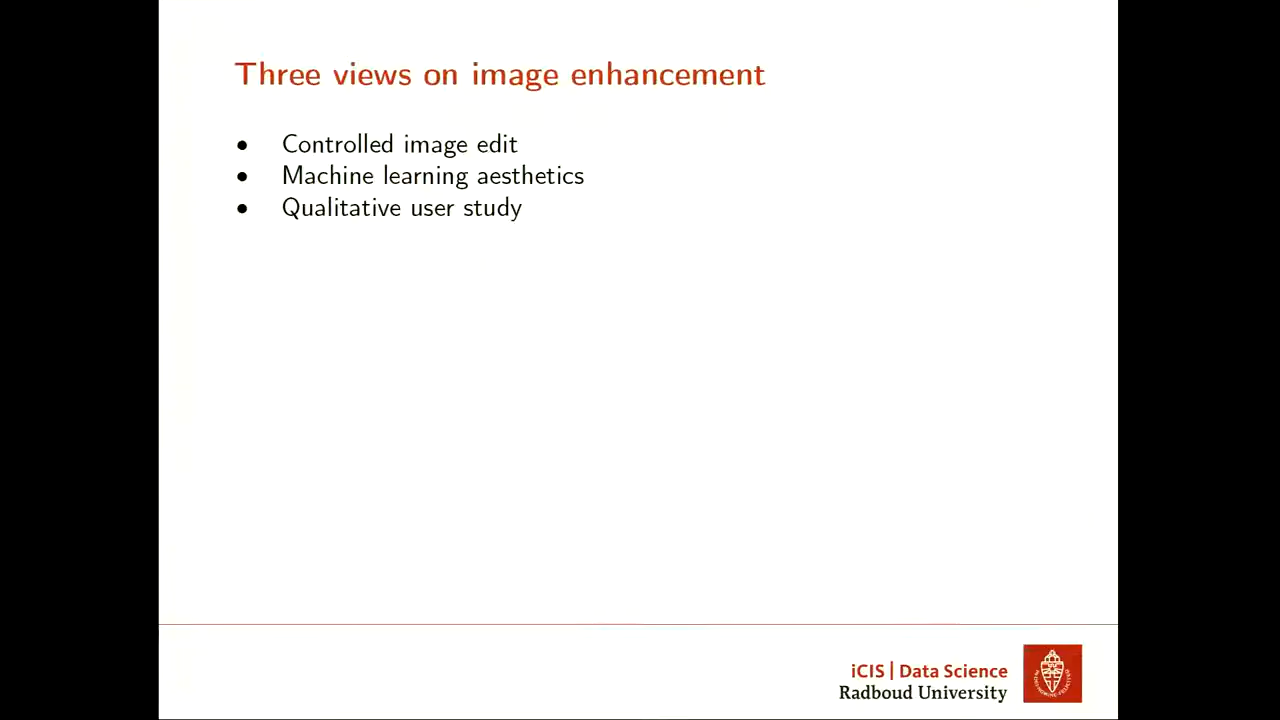 Three views on image enhancement
• Controlled image edit
• Machine learning aesthetics
• Qualitative user study
iCIS | Data Science
Radboud University